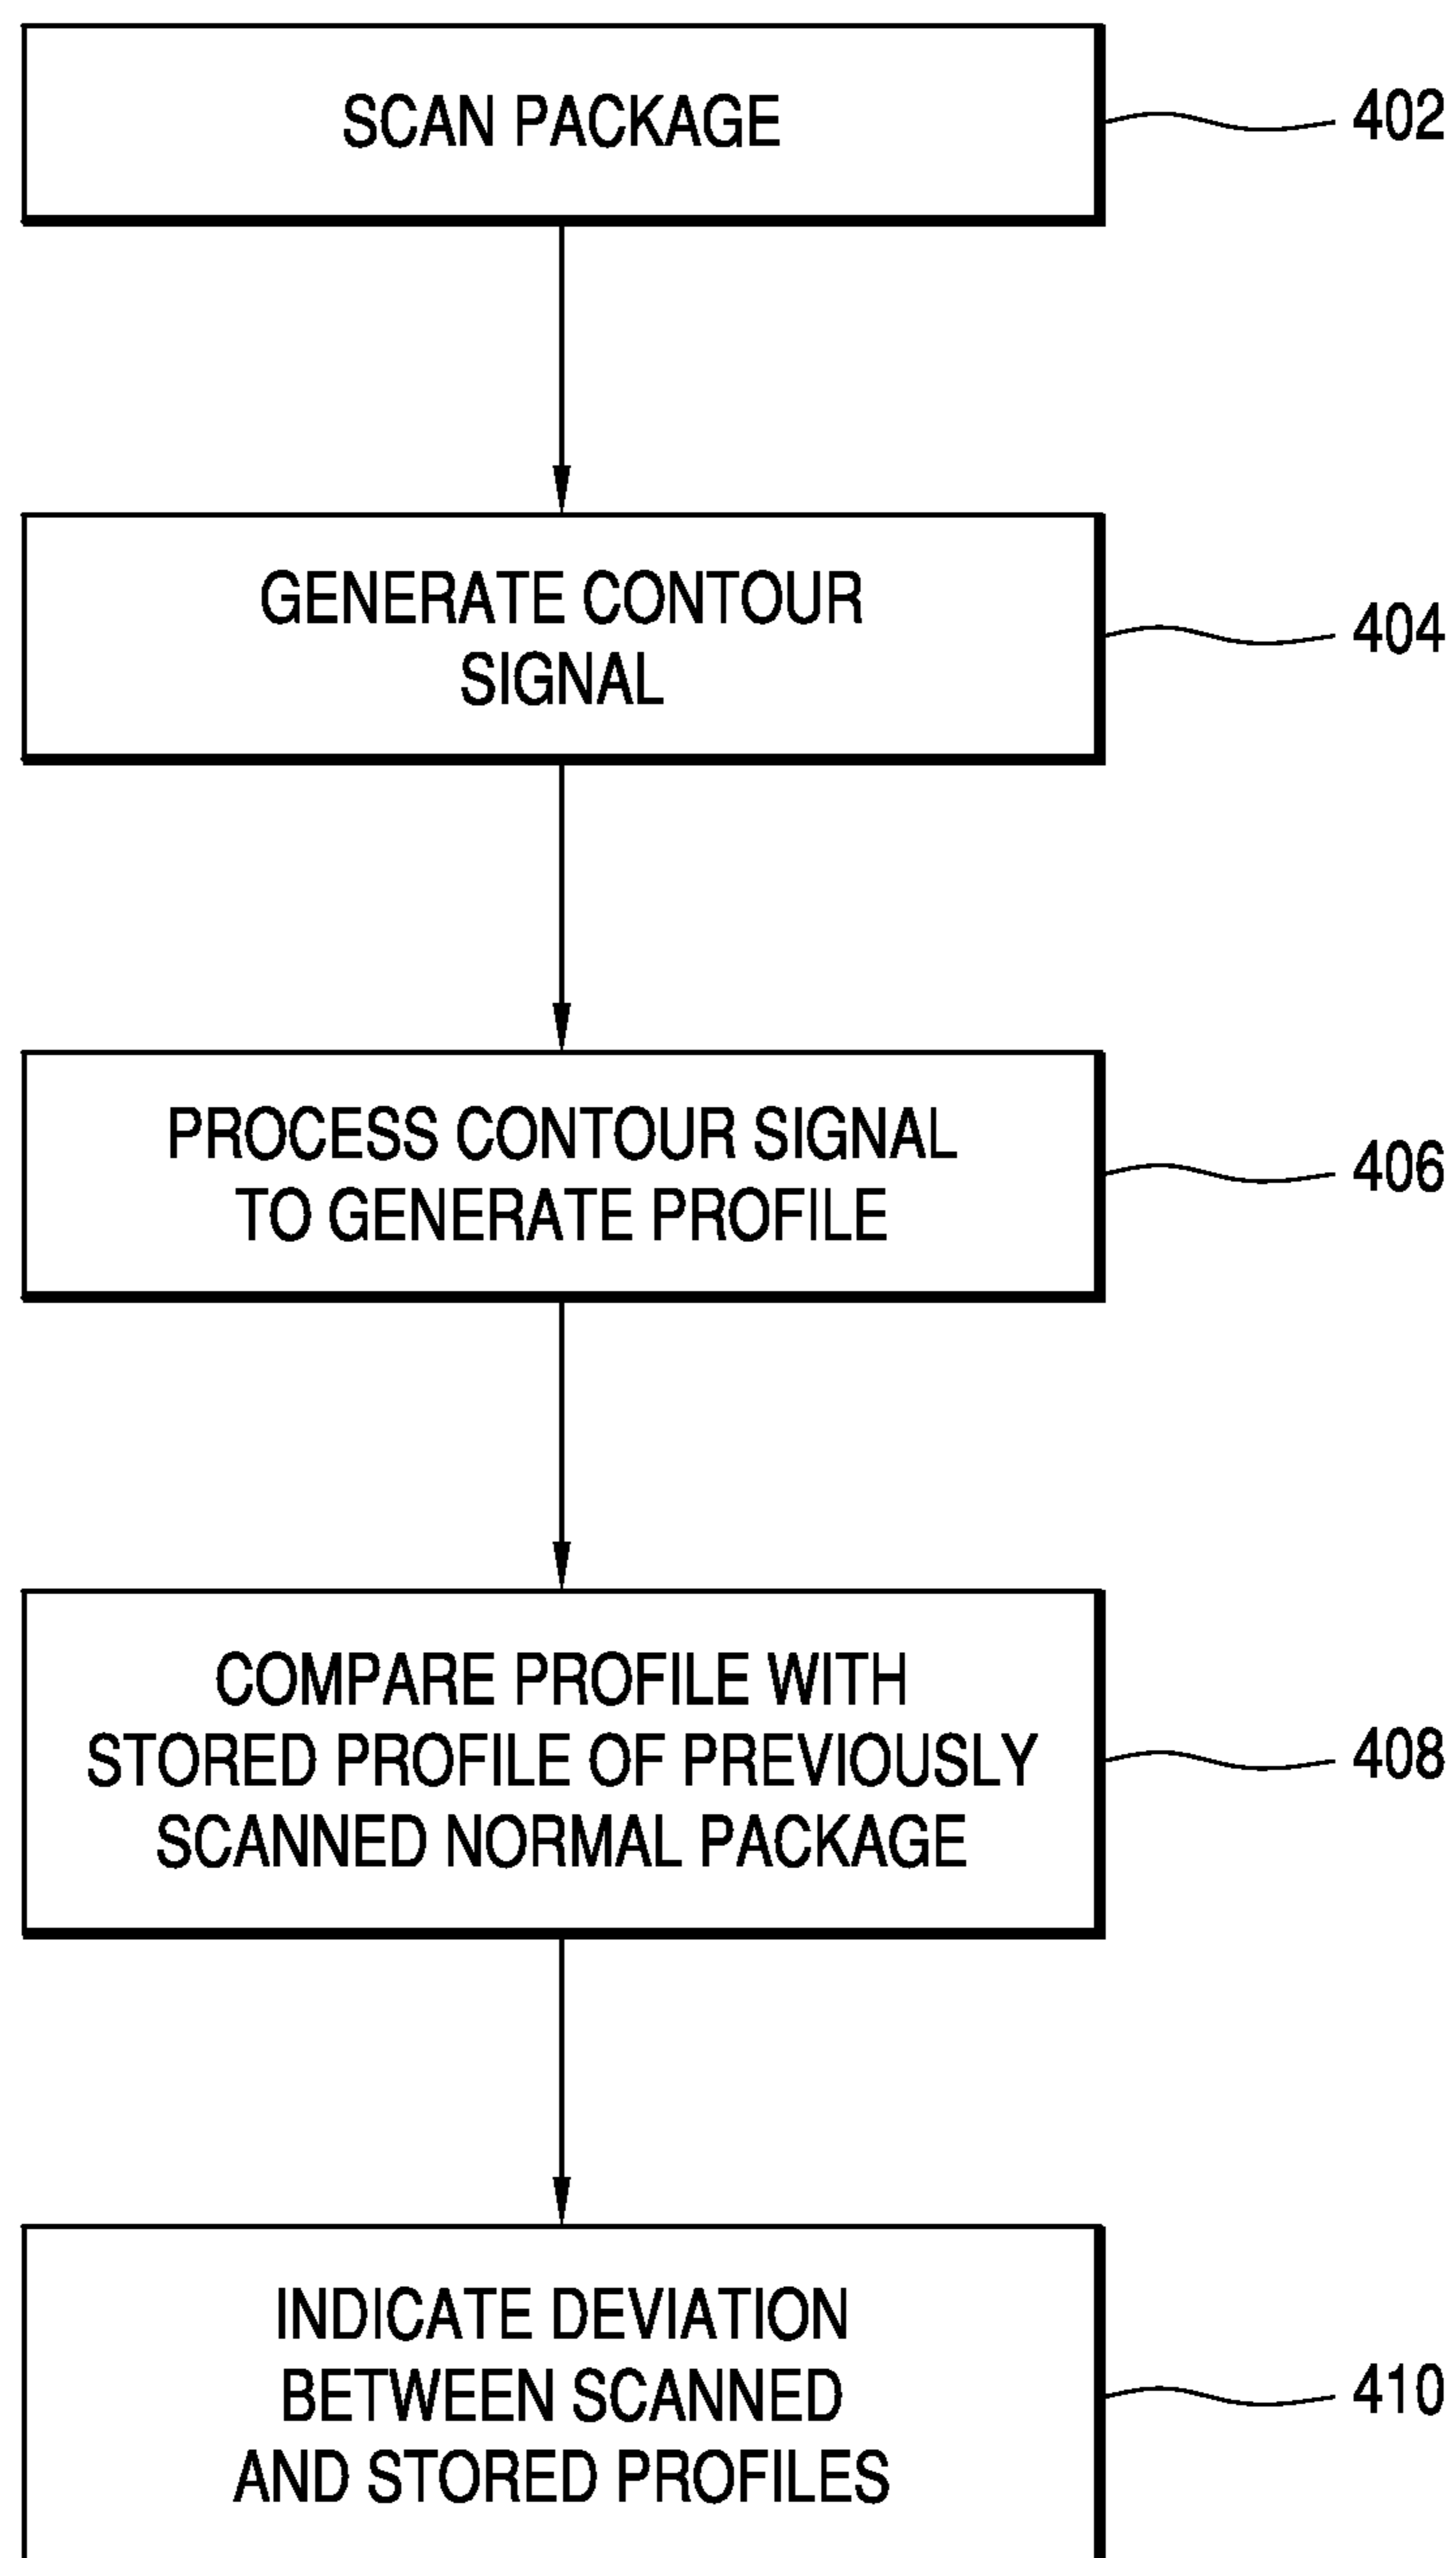 SCAN PACKAGE
402
GENERATE CONTOUR
SIGNAL
404
PROCESS CONTOUR SIGNAL
TO GENERATE PROFILE
406
COMPARE PROFILE WITH
STORED PROFILE OF PREVIOUSLY
SCANNED NORMAL PACKAGE
408
INDICATE DEVIATION
BETWEEN SCANNED
AND STORED PROFILES
410